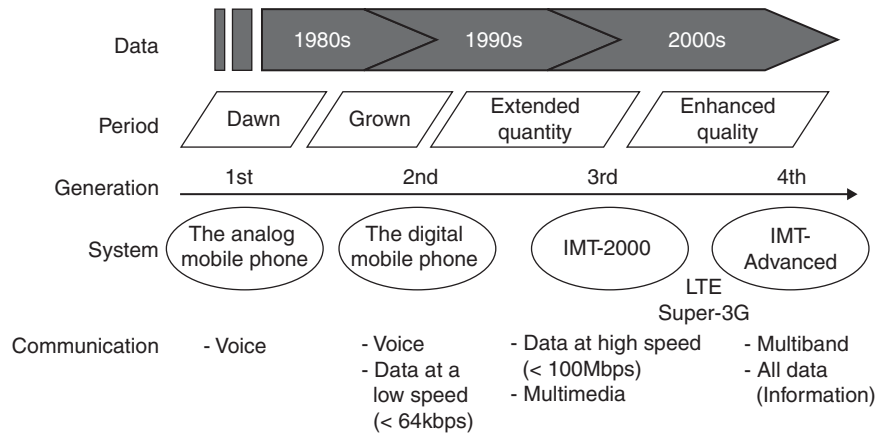 Data
1980s
1990s
2000s
Period
Dawn
Grown
Extended
quantity
Enhanced
quality
Generation
1st
2nd
3rd
4th
System
The analog
mobile phone
The digital
mobile phone
IMT-2000
IMT-
Advanced
LTE
Super-3G
Communication
- Voice
- Voice
- Data at a
low speed
(< 64kbps)
- Data at high speed
(< 100Mbps)
- Multimedia
- Multiband
- All data
(Information)